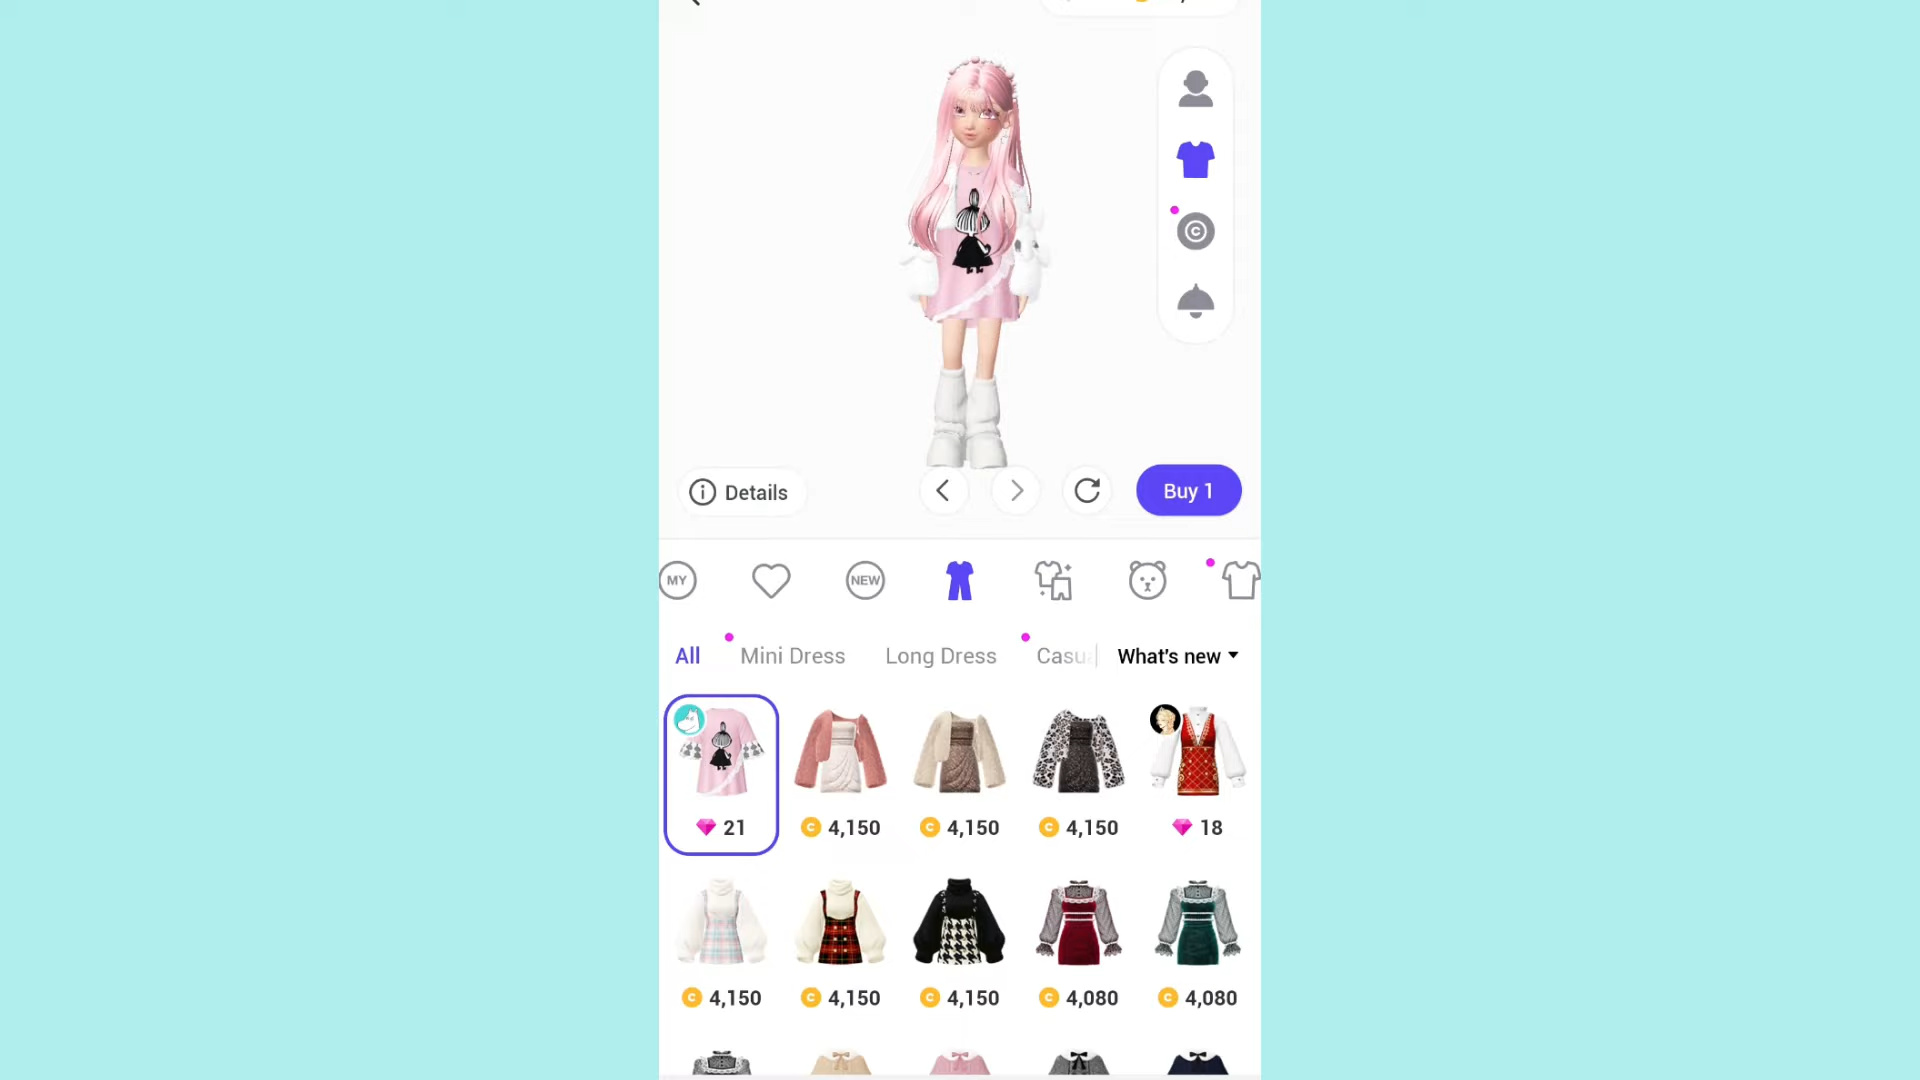 Details
Buy 1
MY
NEW
All Mini Dress Long Dress Casua What's new
21 4,150 4,150 4,150 18
4,150 4,150 4,150 4,080 4,080